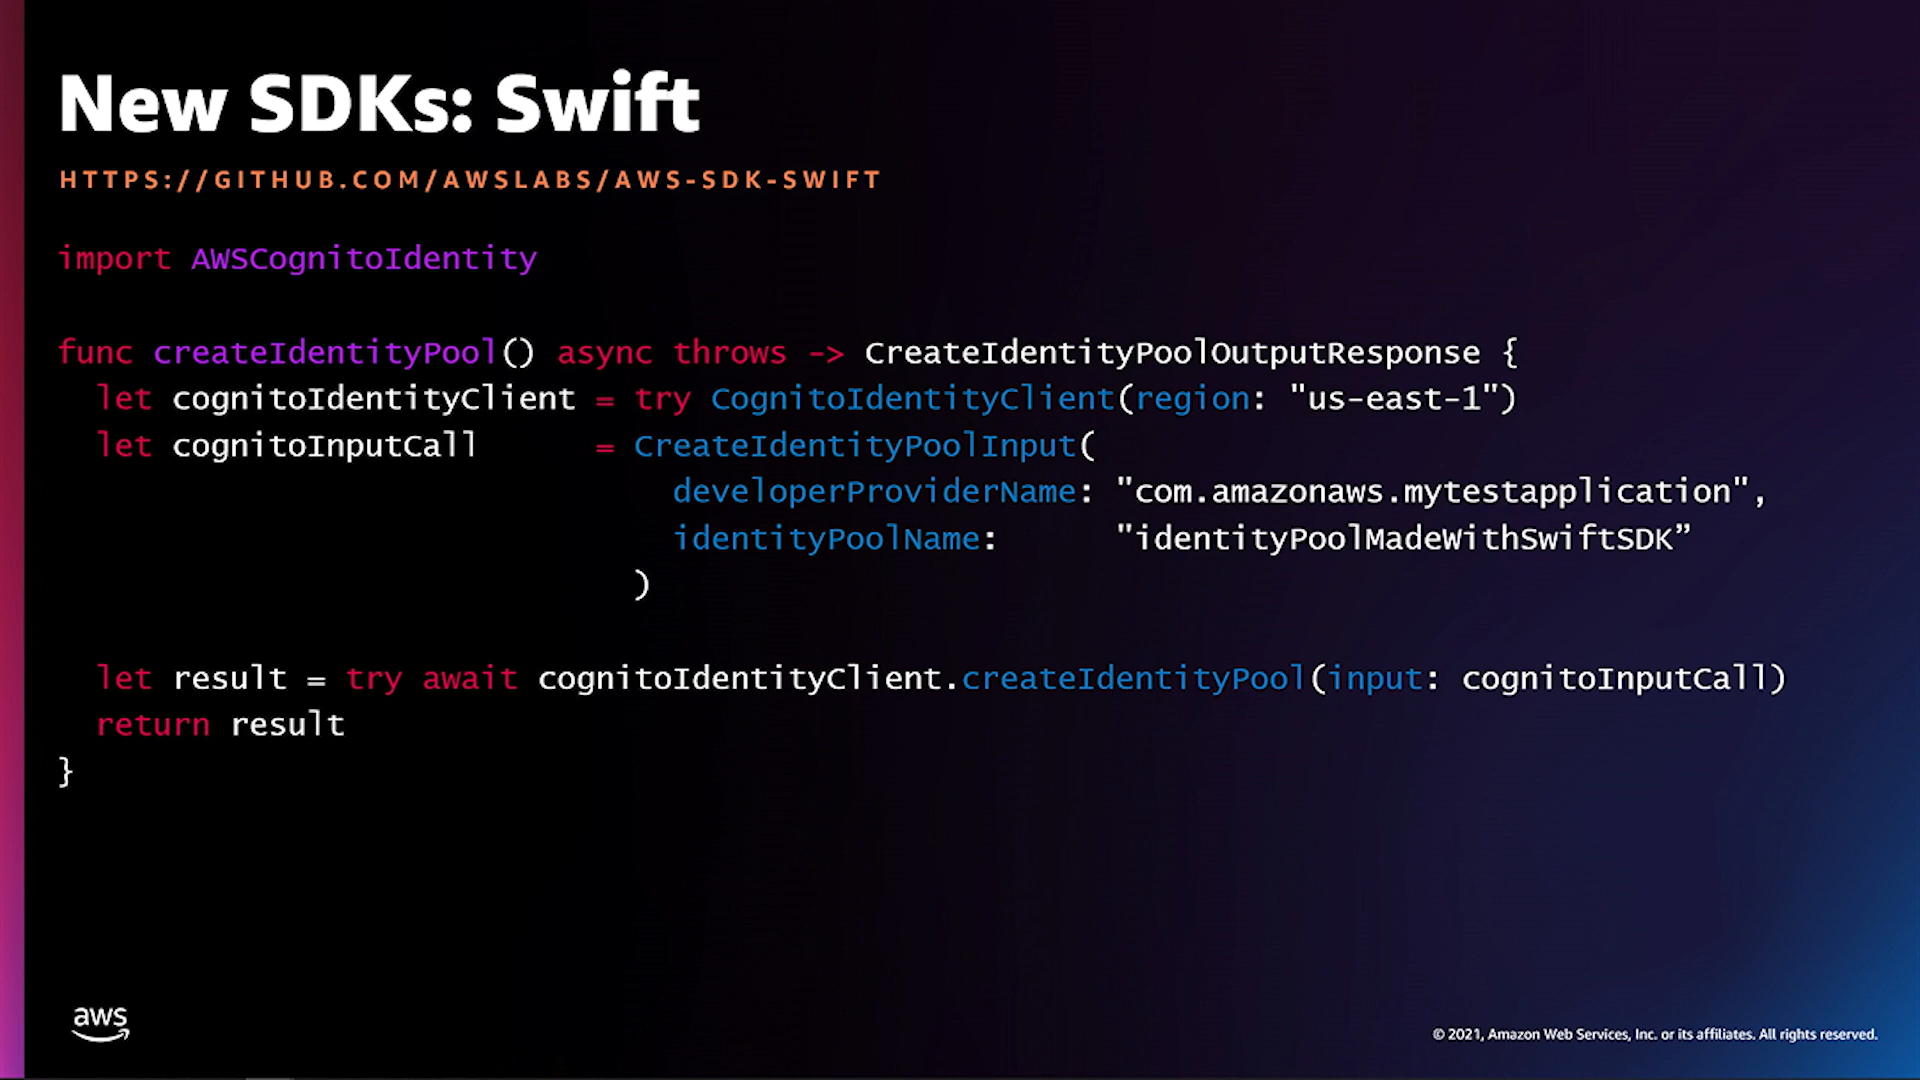 New SDKs: Swift
HTTPS://GITHUB.COM/AWSLABS/AWS-SDK-SWIFT
import AWSCognitoIdentity
func createIdentityPool() async throws -> CreateIdentityPoolOutputResponse {
  let cognitoIdentityClient = try CognitoIdentityClient(region: "us-east-1")
  let cognitoInputCall      = CreateIdentityPoolInput(
                                developerProviderName: "com.amazonaws.mytestapplication",
                                identityPoolName:      "identityPoolMadeWithSwiftSDK”
                              )
  let result = try await cognitoIdentityClient.createIdentityPool(input: cognitoInputCall)
  return result
}
aws
© 2021, Amazon Web Services, Inc. or its affiliates. All rights reserved.